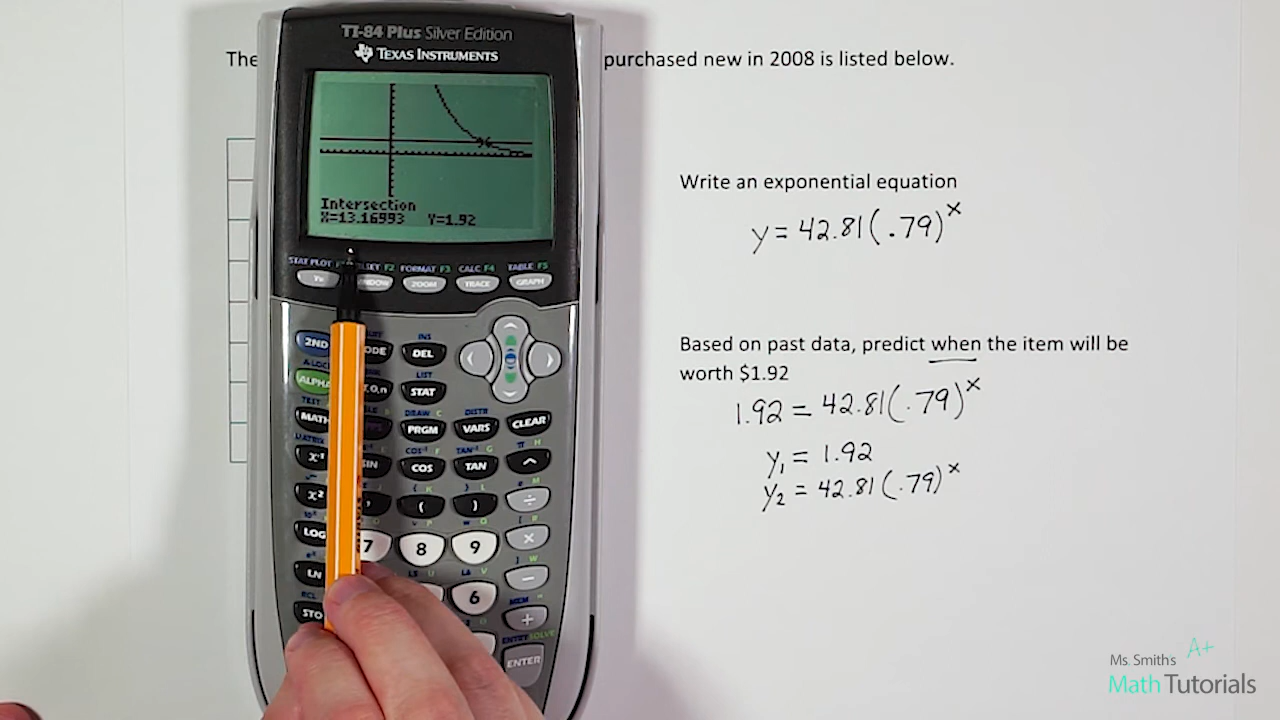 TI-84 Plus Silver Edition
TEXAS INSTRUMENTS
The purchased new in 2008 is listed below.
Intersection
X=13.16993 Y=1.92
Write an exponential equation
y = 42.81(.79)^x
Based on past data, predict when the item will be
worth $1.92
1.92 = 42.81(.79)^x
y₁ = 1.92
y₂ = 42.81(.79)^x
STAT PLOT F2 FORMAT F3 CALC F4 TABLE F5
ZOOM TRACE GRAPH
INS
2ND DEL
LIST
ALPHA STAT
TEST DRAW C DISTR
MATH PRGM VARS CLEAR
COS⁻¹ TAN⁻¹ π H
x⁻¹ SIN COS TAN ^
x² , ( ) ÷
LOG 7 8 9 ×
LN 6 −
RCL MEM
STO +
ENTRY SOLVE
ENTER
Ms. Smith's A+
Math Tutorials